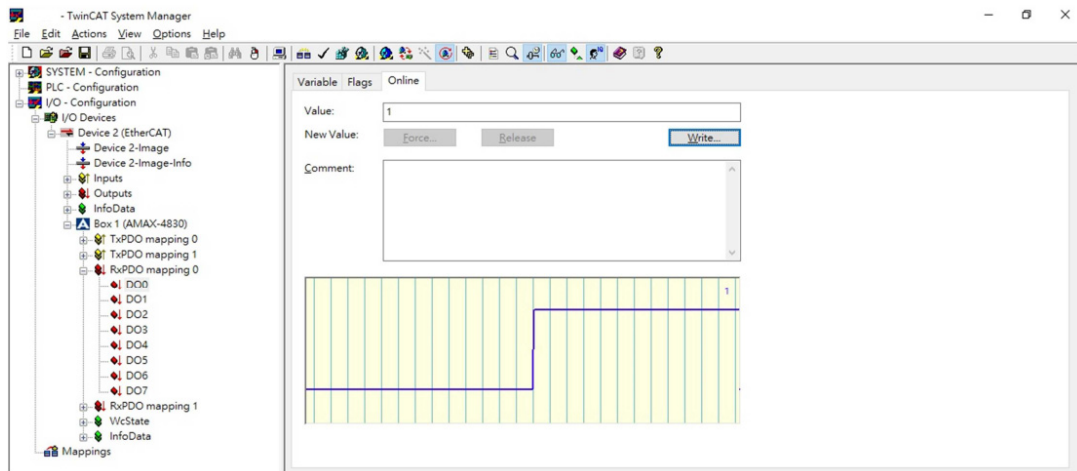 - TwinCAT System Manager
File Edit Actions View Options Help
SYSTEM - Configuration
PLC - Configuration
I/O - Configuration
I/O Devices
Device 2 (EtherCAT)
Device 2-Image
Device 2-Image-Info
Inputs
Outputs
InfoData
Box 1 (AMAX-4830)
TxPDO mapping 0
TxPDO mapping 1
RxPDO mapping 0
DO0
DO1
DO2
DO3
DO4
DO5
DO6
DO7
RxPDO mapping 1
WcState
InfoData
Mappings
Variable Flags Online
Value: 1
New Value: Force... Release Write...
Comment:
1